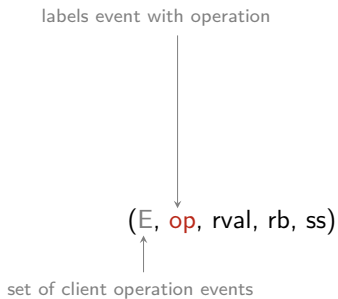 labels event with operation
(E, op, rval, rb, ss)
set of client operation events